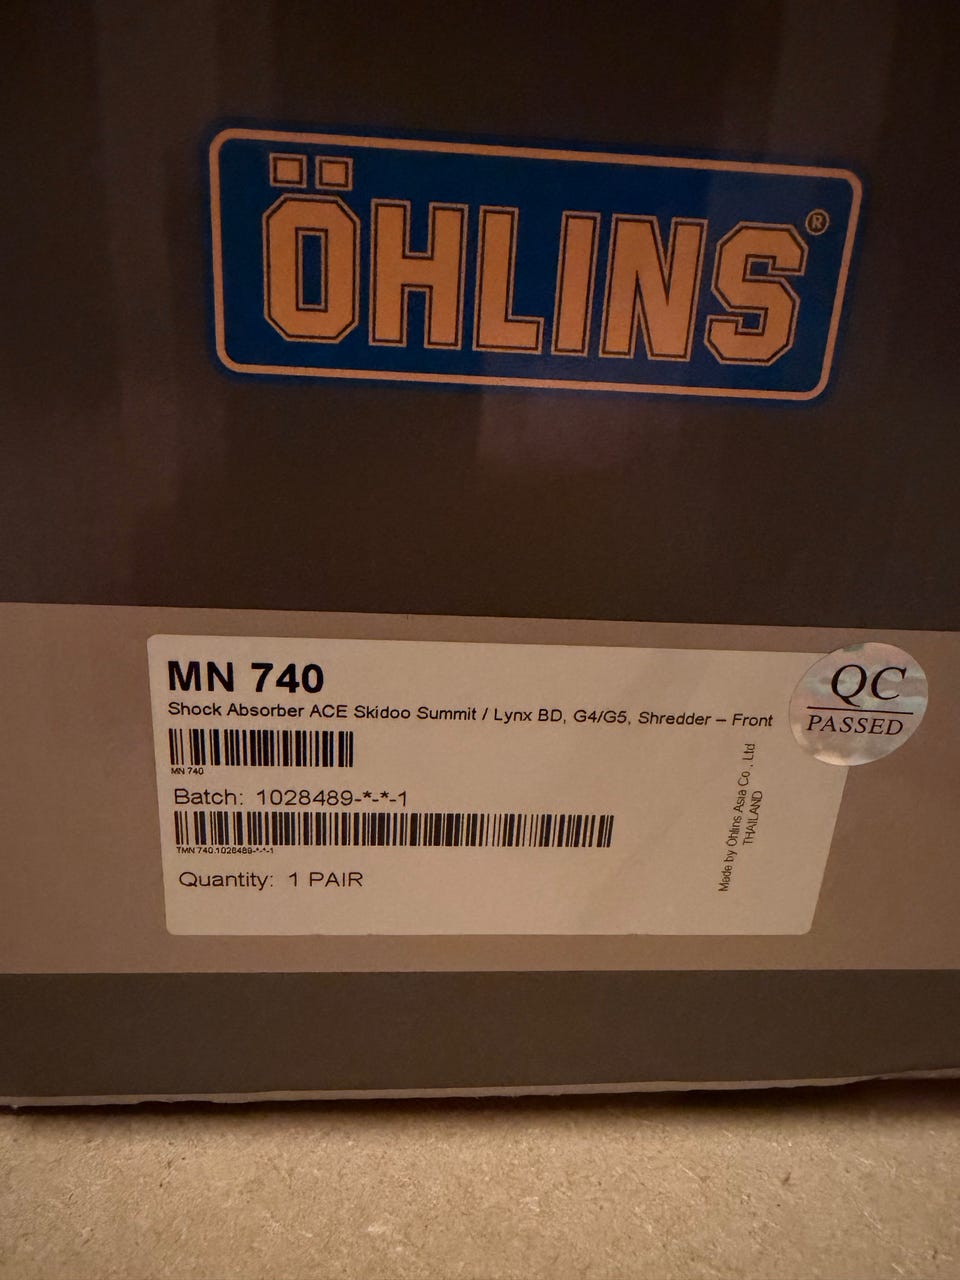 ÖHLINS®
MN 740
Shock Absorber ACE Skidoo Summit / Lynx BD, G4/G5, Shredder – Front
MN 740
Batch: 1028489-*-*-1
TMN 740.1028489-*-*-1
Quantity: 1 PAIR
Made by Öhlins Asia Co., Ltd
THAILAND
QC
PASSED